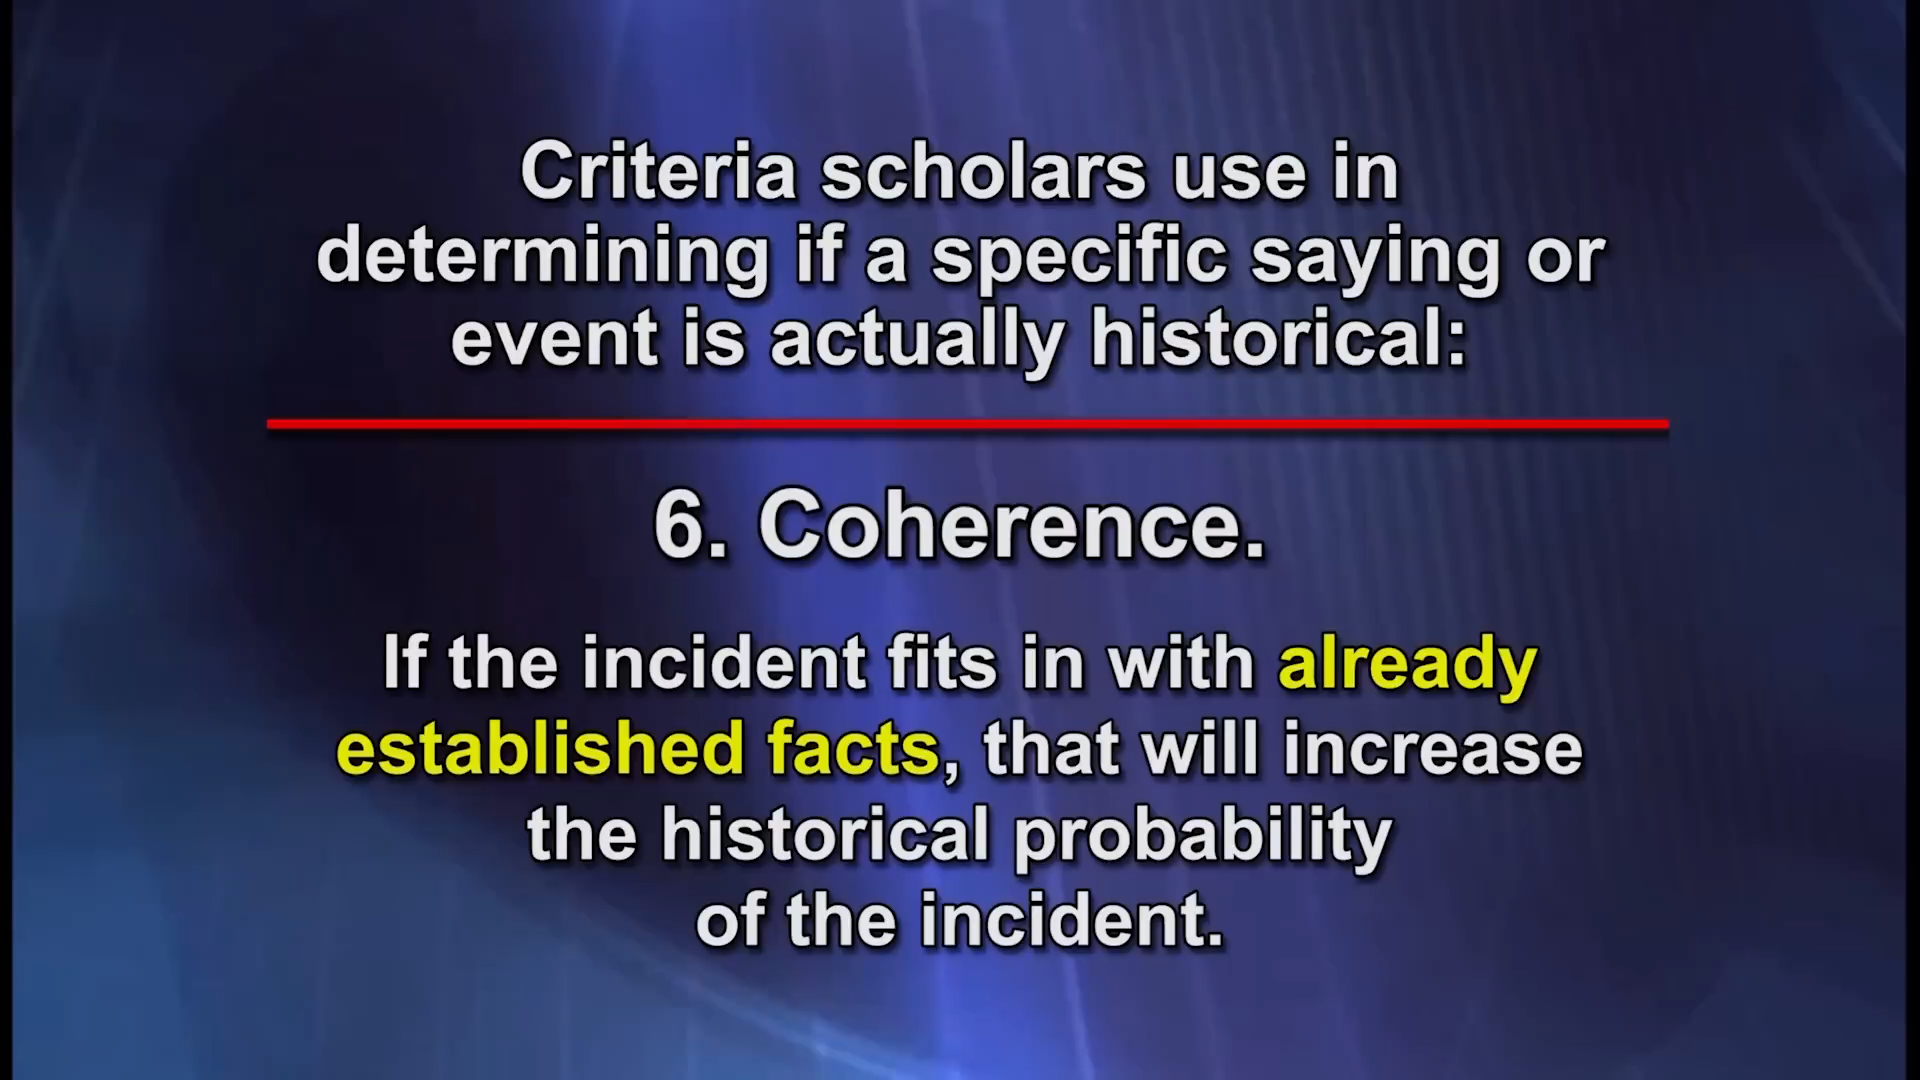 Criteria scholars use in
determining if a specific saying or
event is actually historical:
6. Coherence.
If the incident fits in with already
established facts, that will increase
the historical probability
of the incident.